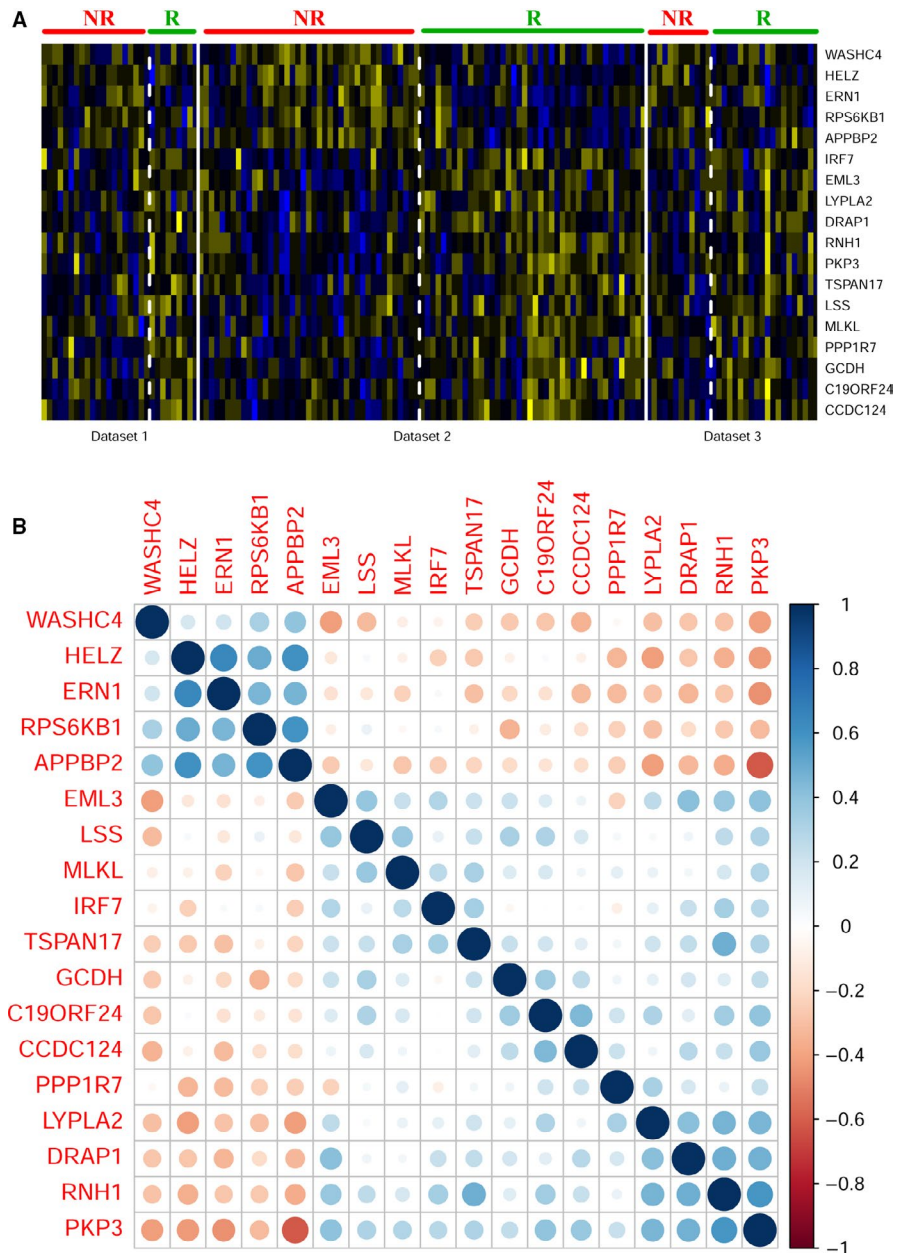 A
NR R NR R NR R
WASHC4
HELZ
ERN1
RPS6KB1
APPBP2
IRF7
EML3
LYPLA2
DRAP1
RNH1
PKP3
TSPAN17
LSS
MLKL
PPP1R7
GCDH
C19ORF24
CCDC124
Dataset 1 Dataset 2 Dataset 3
B
WASHC4 HELZ ERN1 RPS6KB1 APPBP2 EML3 LSS MLKL IRF7 TSPAN17 GCDH C19ORF24 CCDC124 PPP1R7 LYPLA2 DRAP1 RNH1 PKP3
WASHC4
HELZ
ERN1
RPS6KB1
APPBP2
EML3
LSS
MLKL
IRF7
TSPAN17
GCDH
C19ORF24
CCDC124
PPP1R7
LYPLA2
DRAP1
RNH1
PKP3
1
0.8
0.6
0.4
0.2
0
−0.2
−0.4
−0.6
−0.8
−1